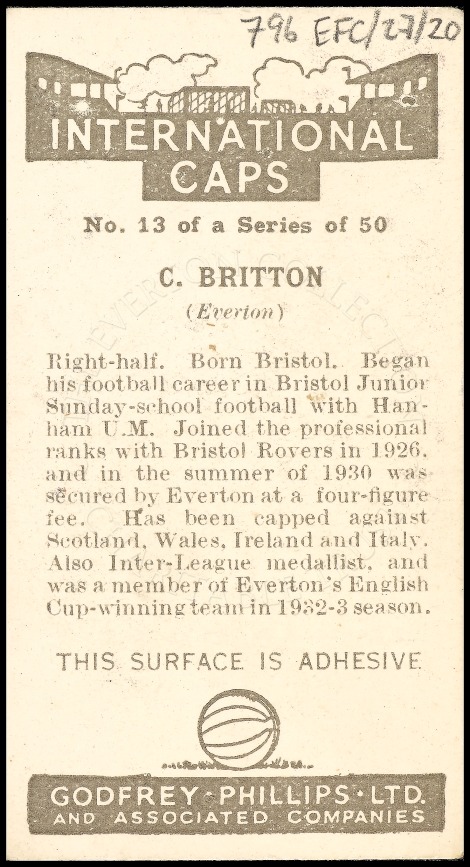 796 EFC/27/20
INTERNATIONAL
CAPS
No. 13 of a Series of 50
C. BRITTON
(Everton)
Right-half. Born Bristol. Began
his football career in Bristol Junior
Sunday-school football with Han-
ham U.M. Joined the professional
ranks with Bristol Rovers in 1926,
and in the summer of 1930 was
secured by Everton at a four-figure
fee. Has been capped against
Scotland, Wales, Ireland and Italy.
Also Inter-League medallist, and
was a member of Everton's English
Cup-winning team in 1932-3 season.
THIS SURFACE IS ADHESIVE
GODFREY·PHILLIPS·LTD.
AND ASSOCIATED COMPANIES